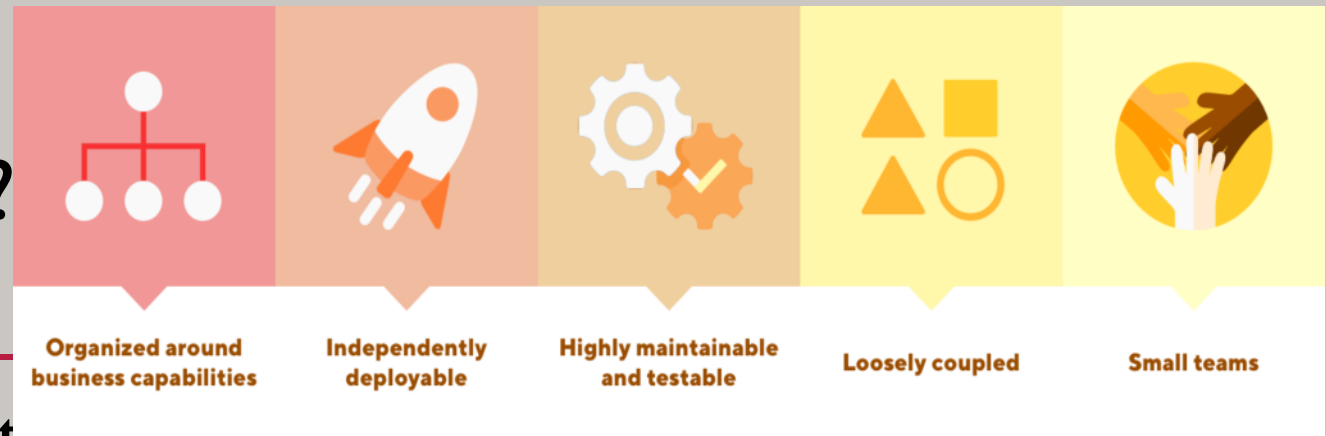 ?
Organized around
business capabilities
Independently
deployable
Highly maintainable
and testable
Loosely coupled
Small teams
t